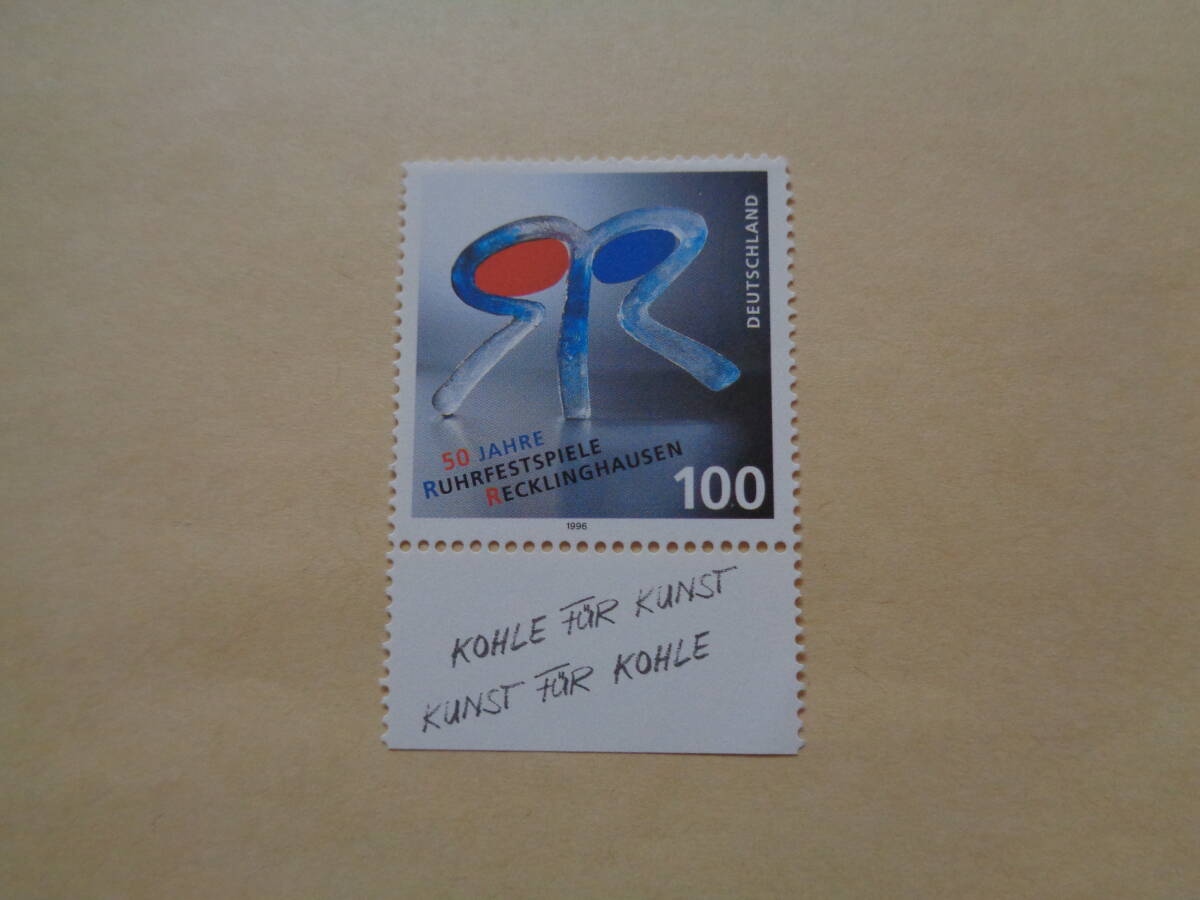 DEUTSCHLAND
50 JAHRE
RUHRFESTSPIELE
RECKLINGHAUSEN
100
1996
KOHLE FÜR KUNST
KUNST FÜR KOHLE